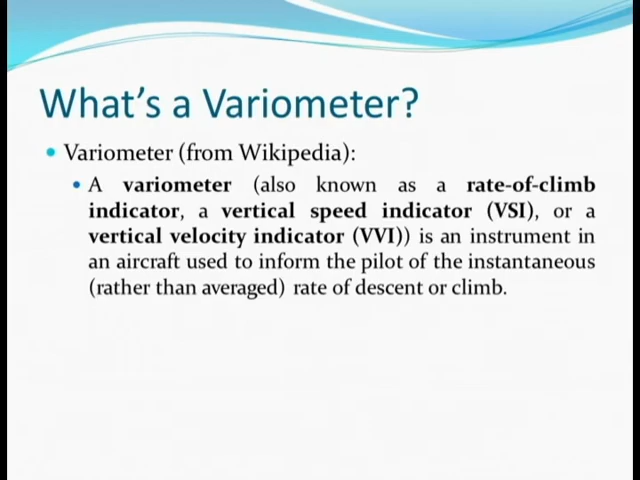 What's a Variometer?
Variometer (from Wikipedia):
A variometer (also known as a rate-of-climb
indicator, a vertical speed indicator (VSI), or a
vertical velocity indicator (VVI)) is an instrument in
an aircraft used to inform the pilot of the instantaneous
(rather than averaged) rate of descent or climb.